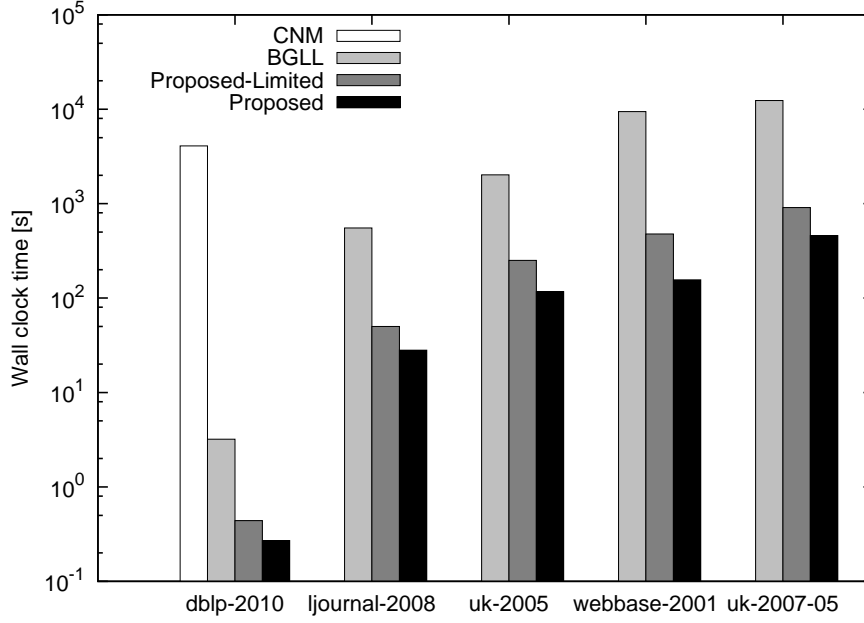 10^5
10^4
10^3
10^2
10^1
10^0
10^-1
Wall clock time [s]
CNM
BGLL
Proposed-Limited
Proposed
dblp-2010
ljournal-2008
uk-2005
webbase-2001
uk-2007-05